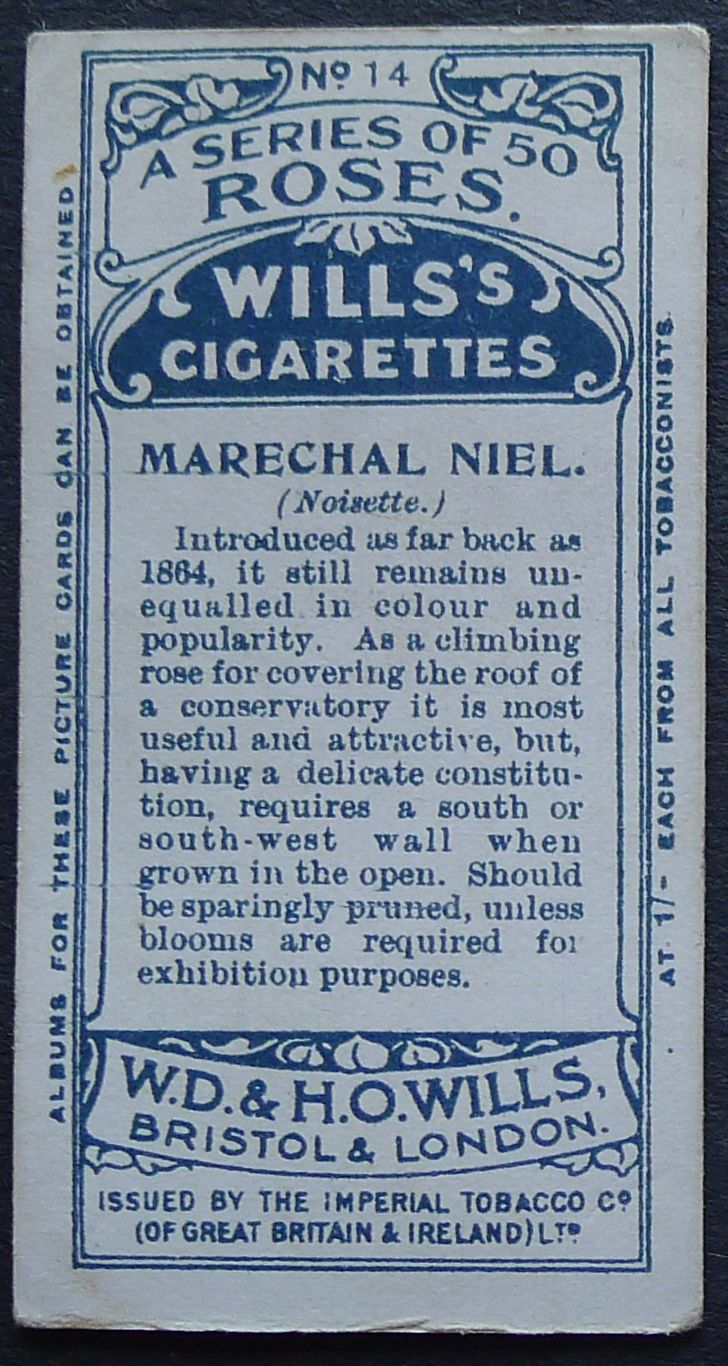 Nº 14
A SERIES OF 50
ROSES.
WILLS'S
CIGARETTES
MARECHAL NIEL.
(Noisette.)
Introduced as far back as
1864, it still remains un-
equalled in colour and
popularity. As a climbing
rose for covering the roof of
a conservatory it is most
useful and attractive, but,
having a delicate constitu-
tion, requires a south or
south-west wall when
grown in the open. Should
be sparingly pruned, unless
blooms are required for
exhibition purposes.
W.D. & H.O. WILLS,
BRISTOL & LONDON.
ISSUED BY THE IMPERIAL TOBACCO Cº
(OF GREAT BRITAIN & IRELAND) LTD
ALBUMS FOR THESE PICTURE CARDS CAN BE OBTAINED
AT 1/- EACH FROM ALL TOBACCONISTS.